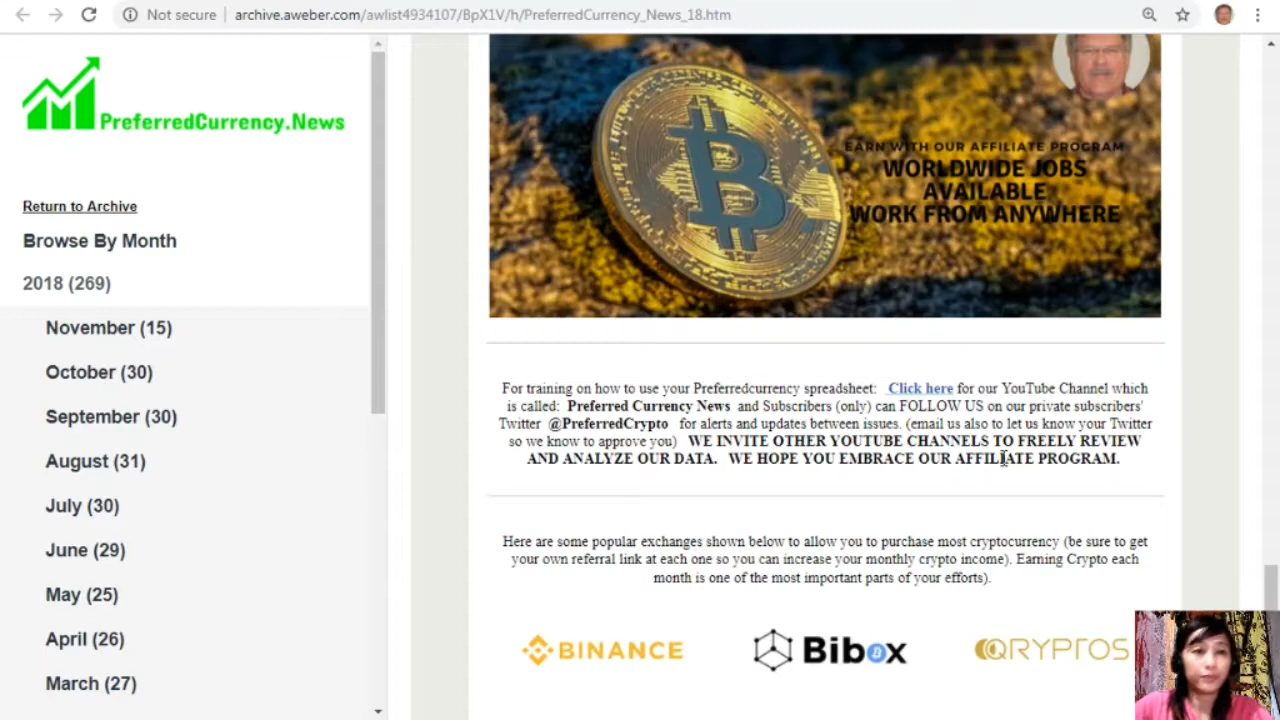 Not secure
archive.aweber.com/awlist4934107/BpX1V/h/PreferredCurrency_News_18.htm
PreferredCurrency.News
Return to Archive
Browse By Month
2018 (269)
November (15)
October (30)
September (30)
August (31)
July (30)
June (29)
May (25)
April (26)
March (27)
EARN WITH OUR AFFILIATE PROGRAM
WORLDWIDE JOBS
AVAILABLE
WORK FROM ANYWHERE
For training on how to use your Preferredcurrency spreadsheet: Click here for our YouTube Channel which
is called: Preferred Currency News and Subscribers (only) can FOLLOW US on our private subscribers'
Twitter @PreferredCrypto for alerts and updates between issues. (email us also to let us know your Twitter
so we know to approve you) WE INVITE OTHER YOUTUBE CHANNELS TO FREELY REVIEW
AND ANALYZE OUR DATA. WE HOPE YOU EMBRACE OUR AFFILIATE PROGRAM.
Here are some popular exchanges shown below to allow you to purchase most cryptocurrency (be sure to get
your own referral link at each one so you can increase your monthly crypto income). Earning Crypto each
month is one of the most important parts of your efforts).
BINANCE
Bibox
QRYPTOS